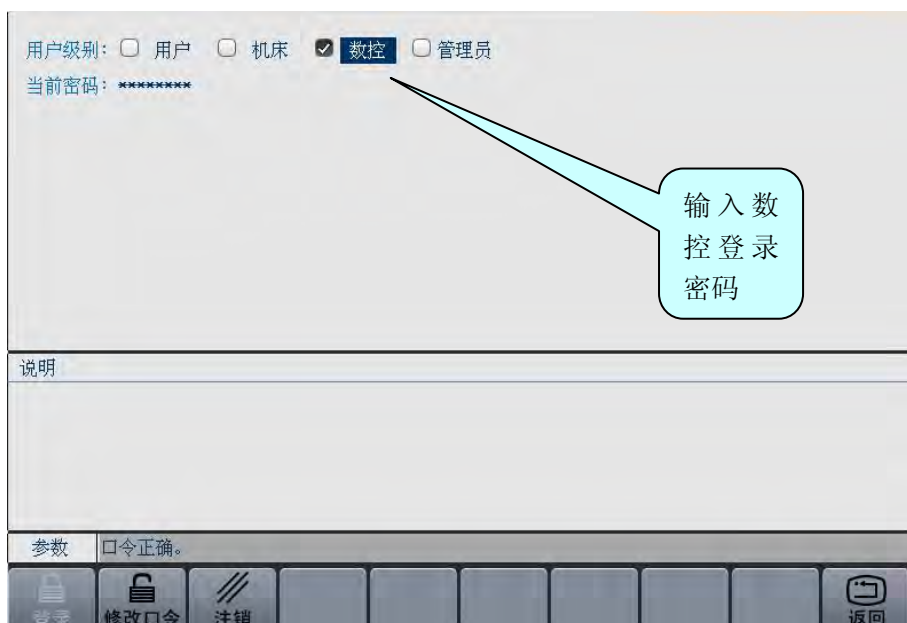 用户级别: 用户 机床 数控 管理员
当前密码: ********
输入数
控登录
密码
说明
参数 口令正确。
登录 修改口令 注销 返回